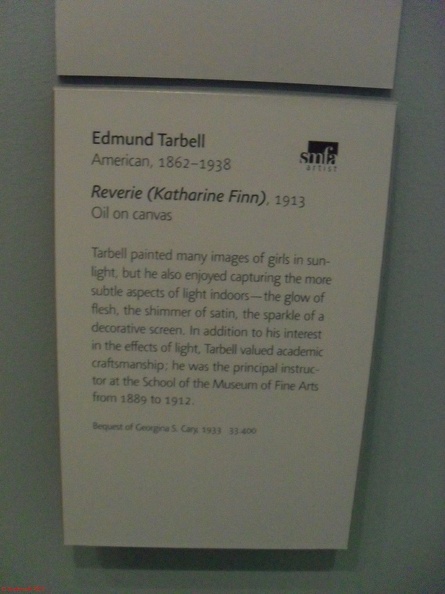 Edmund Tarbell
American, 1862–1938
smfa
artist
Reverie (Katharine Finn), 1913
Oil on canvas
Tarbell painted many images of girls in sun-
light, but he also enjoyed capturing the more
subtle aspects of light indoors—the glow of
flesh, the shimmer of satin, the sparkle of a
decorative screen. In addition to his interest
in the effects of light, Tarbell valued academic
craftsmanship; he was the principal instruc-
tor at the School of the Museum of Fine Arts
from 1889 to 1912.
Bequest of Georgina S. Cary, 1933 33.400